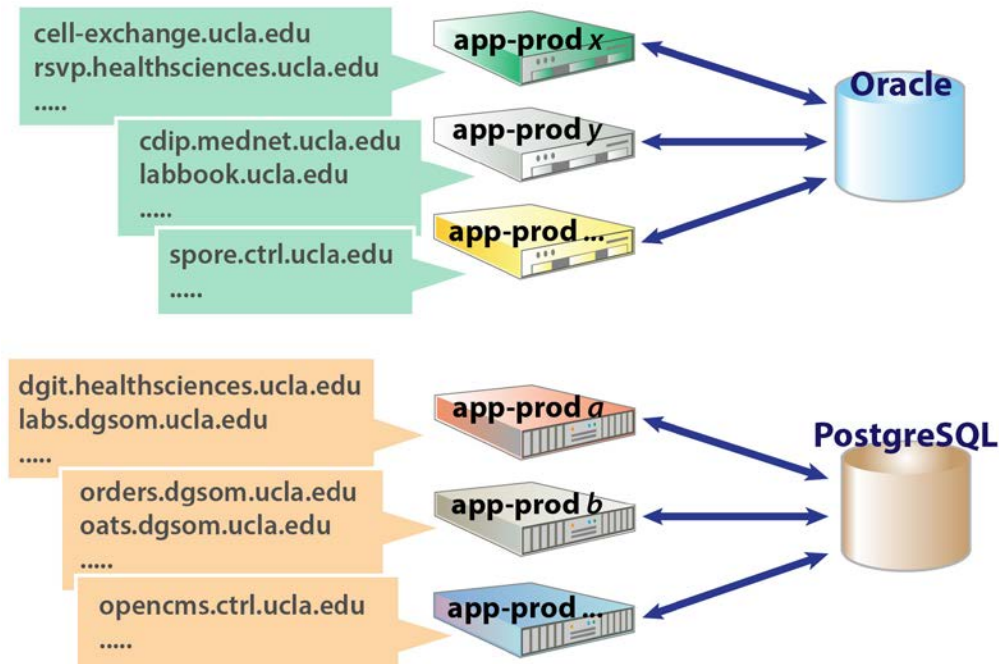 cell-exchange.ucla.edu
rsvp.healthsciences.ucla.edu
.....
app-prod x
cdip.mednet.ucla.edu
labbook.ucla.edu
.....
app-prod y
spore.ctrl.ucla.edu
.....
app-prod ...
Oracle
dgit.healthsciences.ucla.edu
labs.dgsom.ucla.edu
.....
app-prod a
orders.dgsom.ucla.edu
oats.dgsom.ucla.edu
.....
app-prod b
opencms.ctrl.ucla.edu
.....
app-prod ...
PostgreSQL